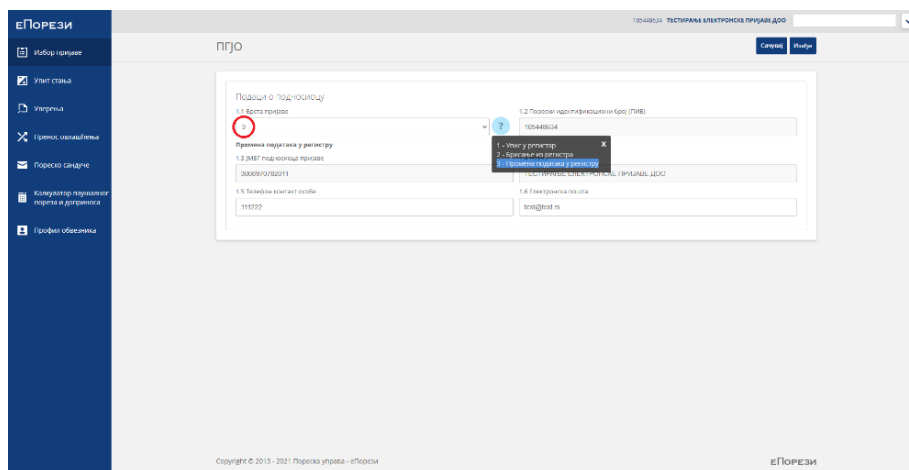 еПорези
105448634 ТЕСТИРАЊЕ ЕЛЕКТРОНСКЕ ПРИЈАВЕ ДОО
Избор пријаве
Упит стања
Уверења
Пренос овлашћења
Пореско сандуче
Калкулатор паушалног
пореза и доприноса
Профил обвезника
ПГЈО
Сачувај Изађи
Подаци о подносиоцу
1.1 Врста пријаве
3
?
Промена података у регистру
1.2 Порески идентификациони број (ПИБ)
105448634
1 - Упис у регистар X
2 - Брисање из регистра
3 - Промена података у регистру
1.3 ЈМБГ подносиоца пријаве
ТЕСТИРАЊЕ ЕЛЕКТРОНСКЕ ПРИЈАВЕ ДОО
1.5 Телефон контакт особе
111222
1.6 Електронска пошта
test@test.rs
Copyright © 2013 - 2021 Пореска управа - еПорези
еПорези